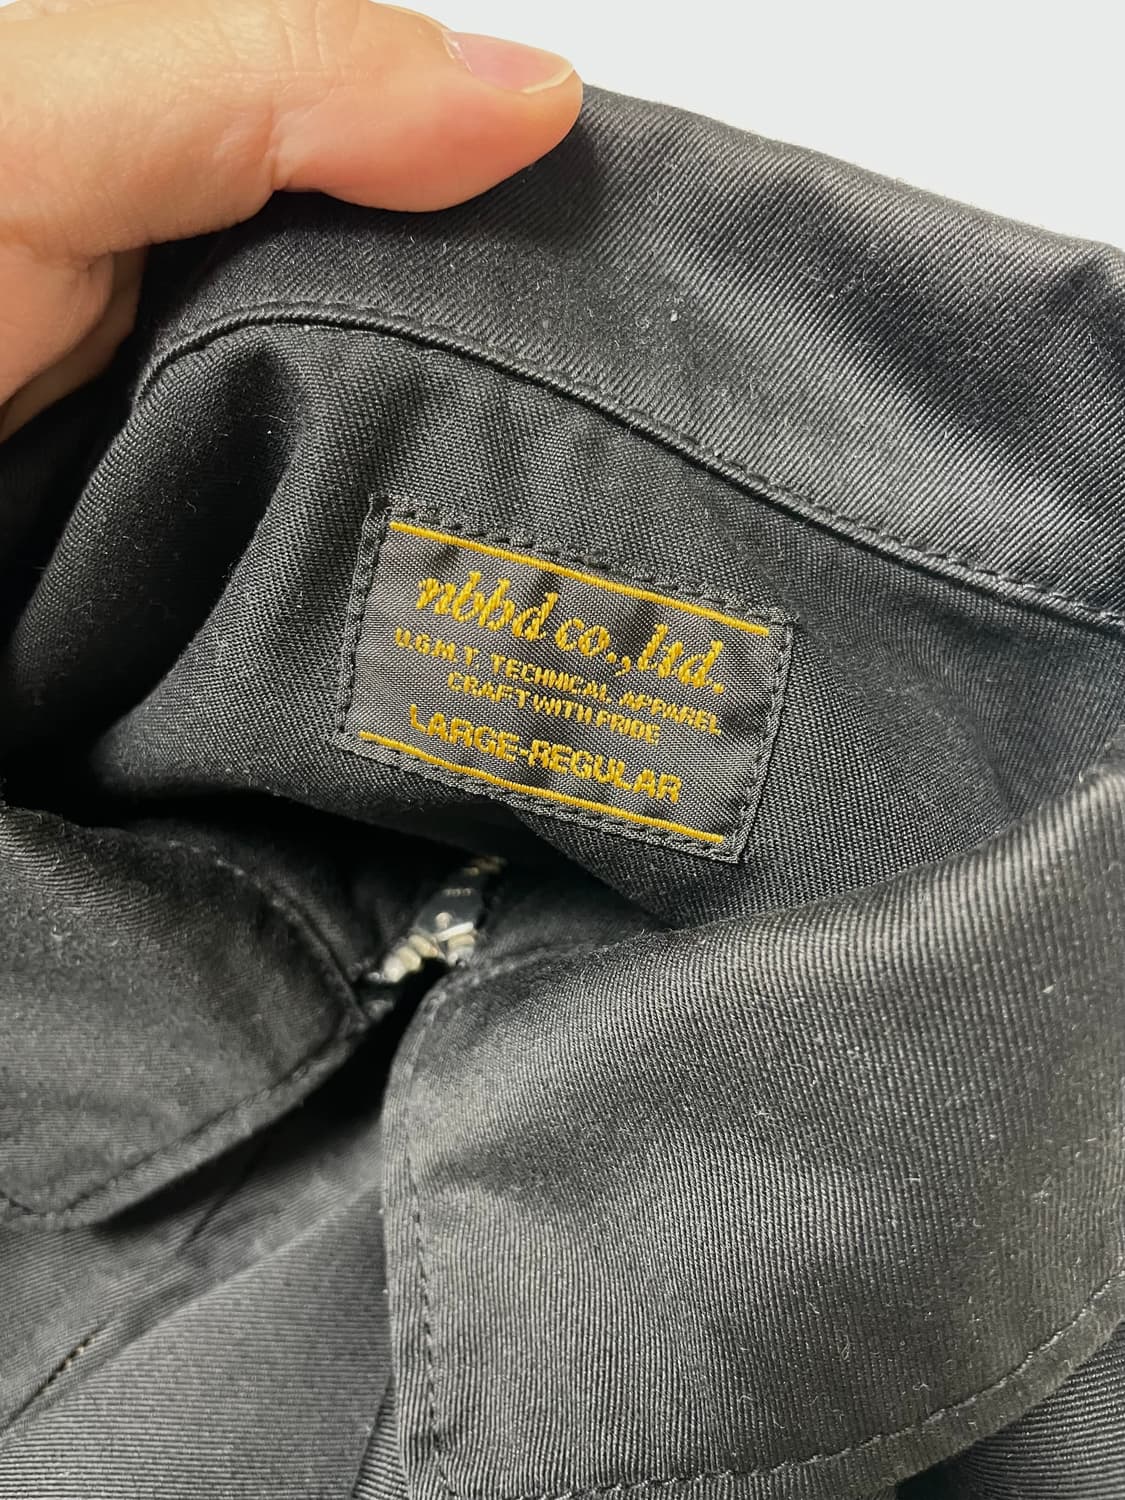 nbbd co.,ltd.
U.G.M.T. TECHNICAL APPAREL
CRAFT WITH PRIDE
LARGE-REGULAR